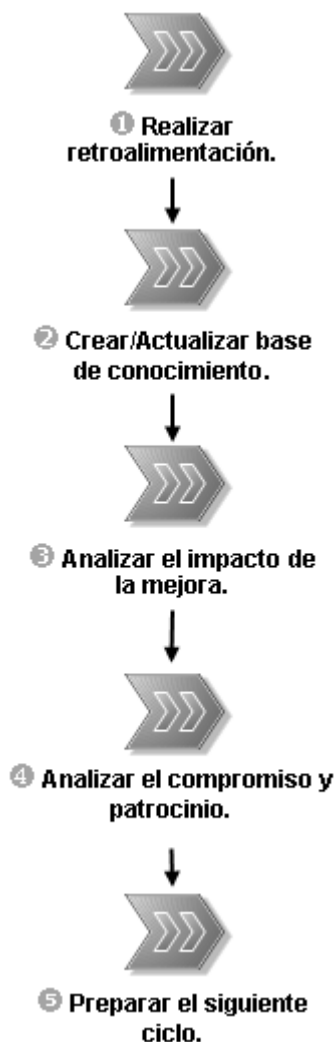 ❶ Realizar
retroalimentación.
❷ Crear/Actualizar base
de conocimiento.
❸ Analizar el impacto de
la mejora.
❹ Analizar el compromiso y
patrocinio.
❺ Preparar el siguiente
ciclo.